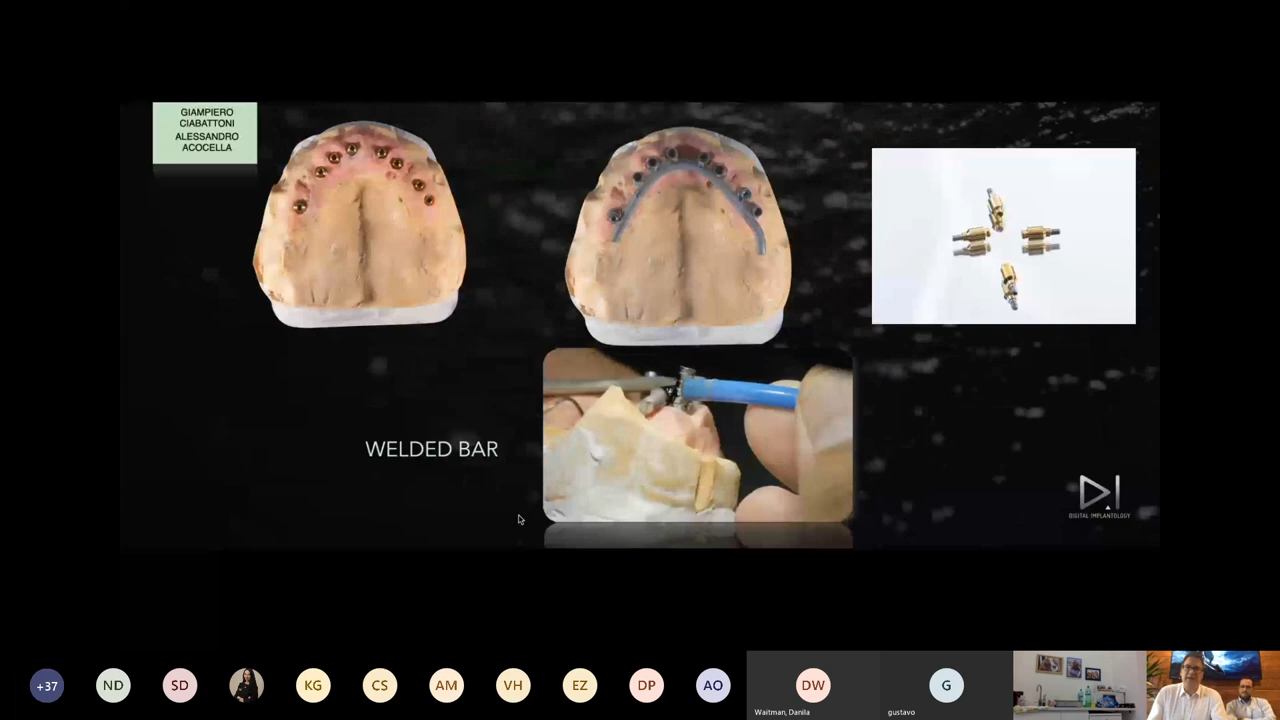 GIAMPIERO
CIABATTONI
ALESSANDRO
ACOCELLA
WELDED BAR
DIGITAL IMPLANTOLOGY
+37
ND
SD
KG
CS
AM
VH
EZ
DP
AO
DW
Waitman, Danila
G
gustavo